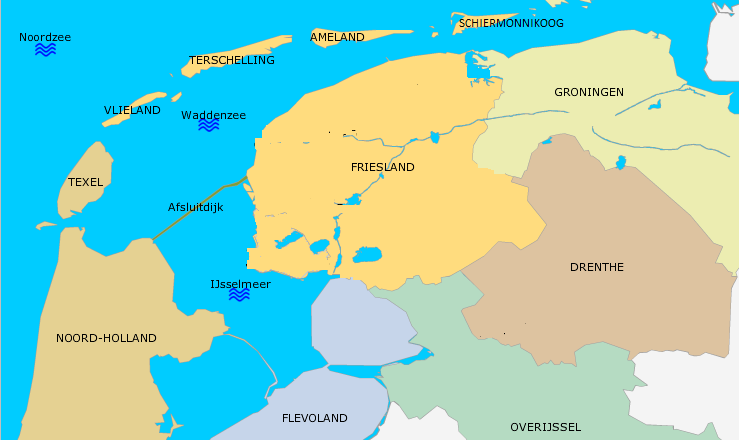 SCHIERMONNIKOOG
Noordzee
AMELAND
TERSCHELLING
GRONINGEN
VLIELAND
Waddenzee
FRIESLAND
TEXEL
Afsluitdijk
DRENTHE
IJsselmeer
NOORD-HOLLAND
FLEVOLAND
OVERIJSSEL